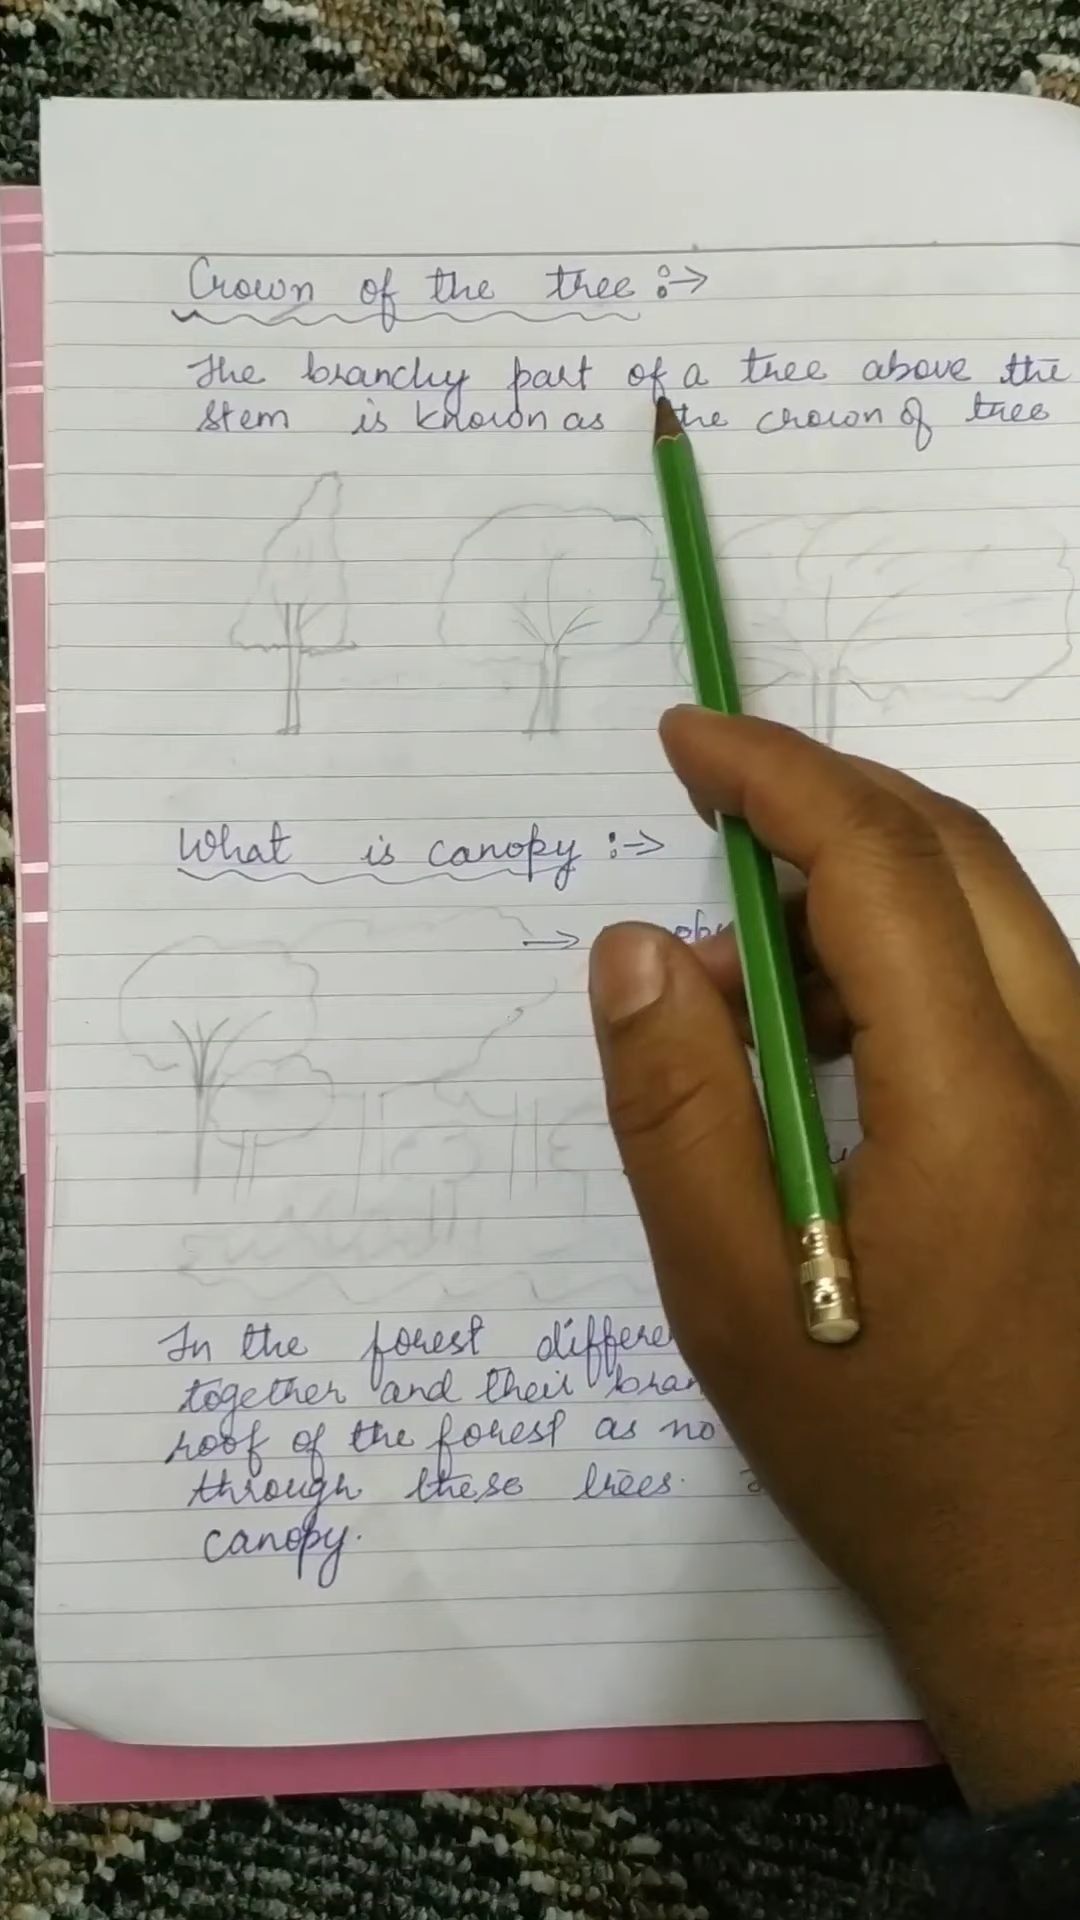 Crown of the tree :→
The branchy part of a tree above the
stem is known as the crown of tree
What is canopy :→
→
In the forest
together and their
roof of the forest as no
through these trees.
canopy.